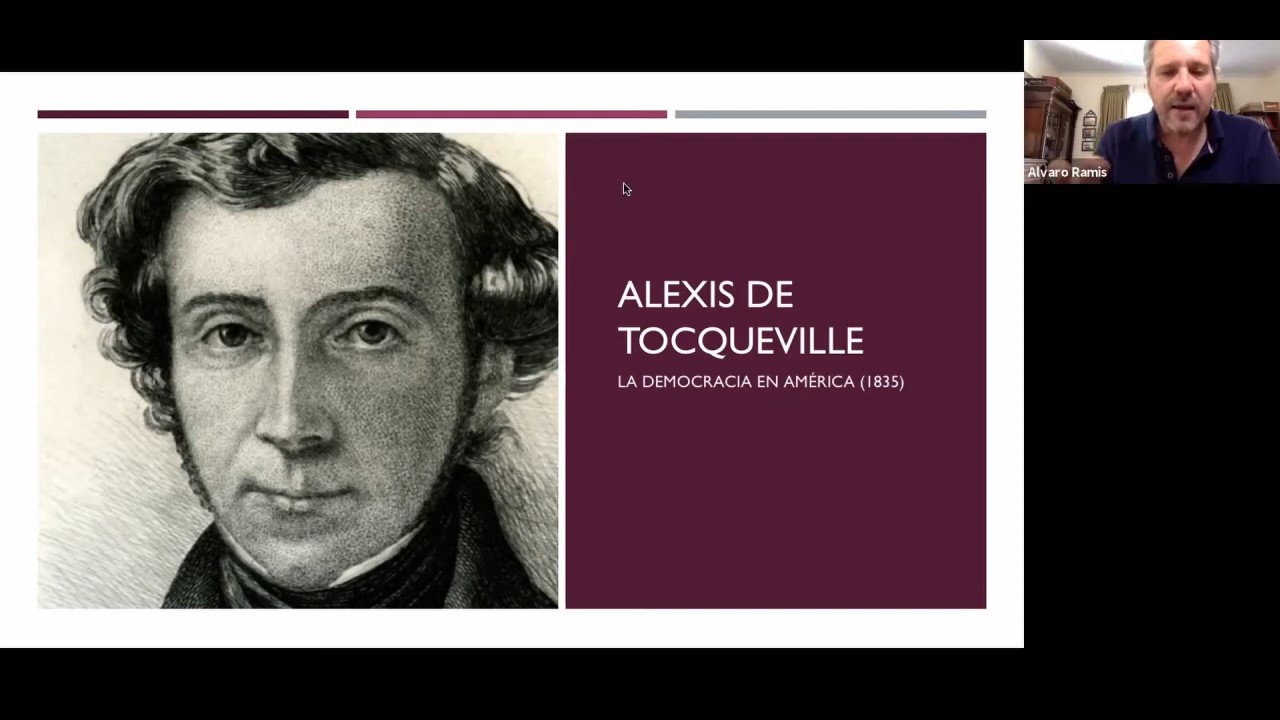 ALEXIS DE
TOCQUEVILLE
LA DEMOCRACIA EN AMÉRICA (1835)
Alvaro Ramis